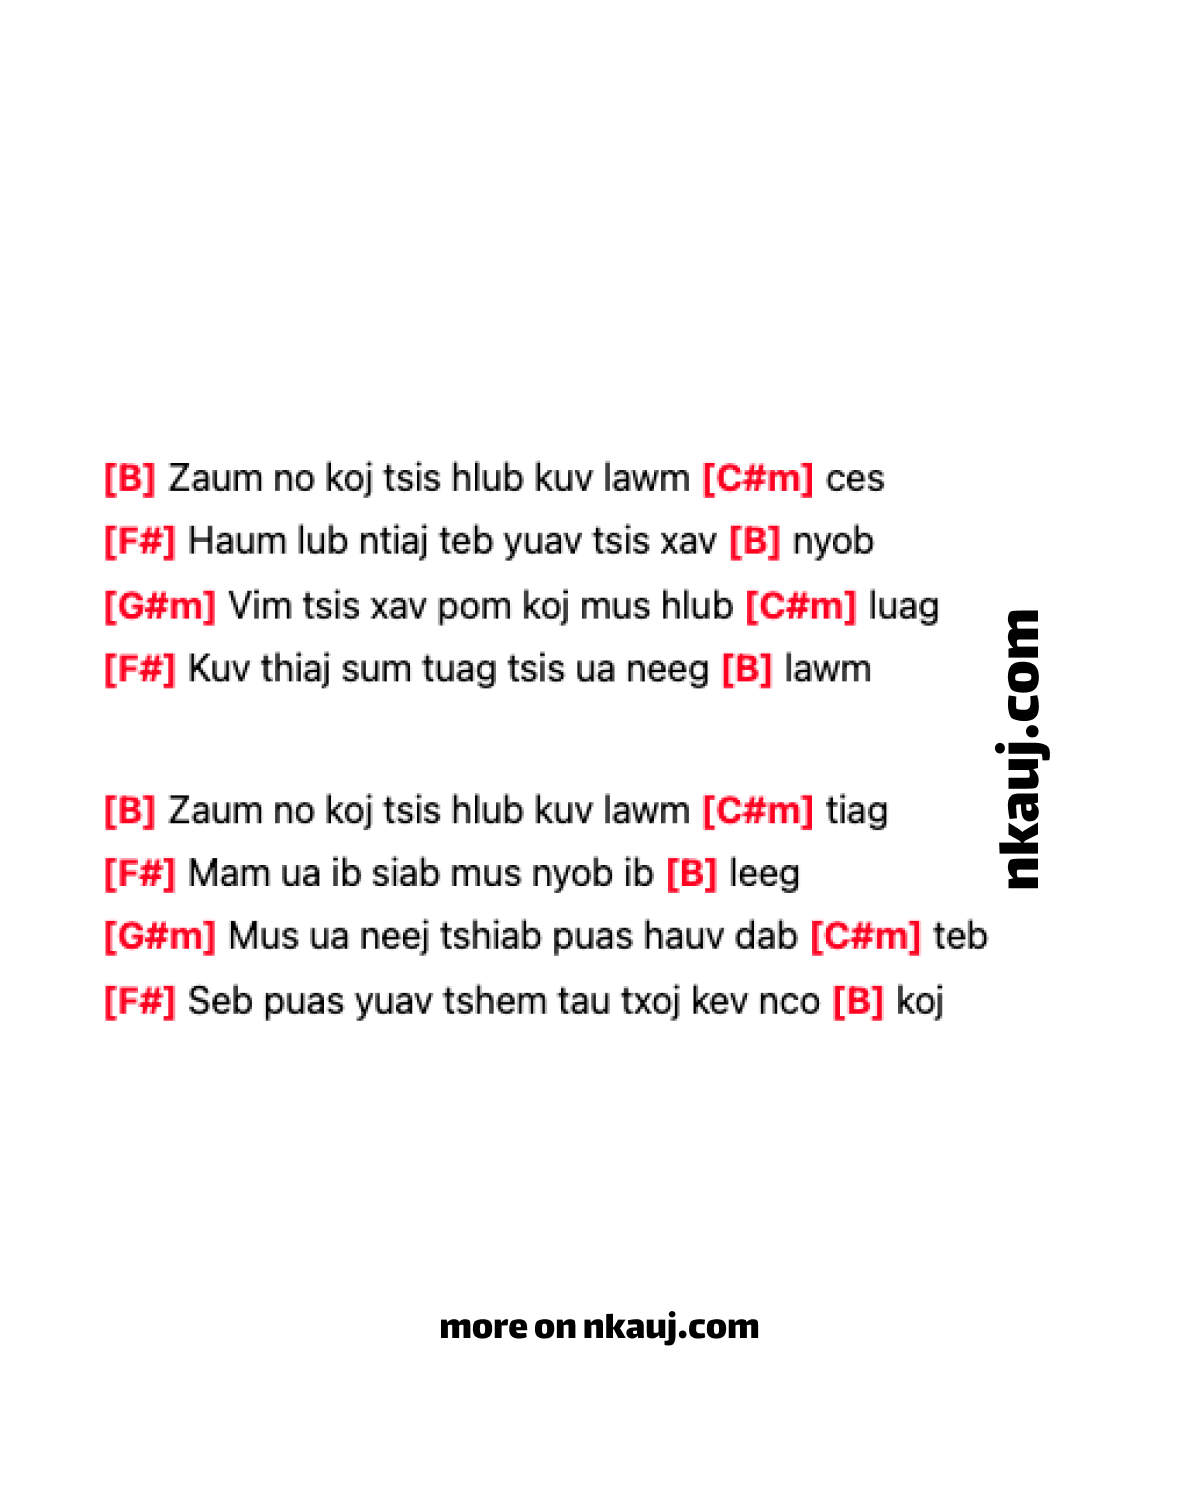 [B] Zaum no koj tsis hlub kuv lawm [C#m] ces
[F#] Haum lub ntiaj teb yuav tsis xav [B] nyob
[G#m] Vim tsis xav pom koj mus hlub [C#m] luag
[F#] Kuv thiaj sum tuag tsis ua neeg [B] lawm
[B] Zaum no koj tsis hlub kuv lawm [C#m] tiag
[F#] Mam ua ib siab mus nyob ib [B] leeg
[G#m] Mus ua neej tshiab puas hauv dab [C#m] teb
[F#] Seb puas yuav tshem tau txoj kev nco [B] koj
nkauj.com
more on nkauj.com